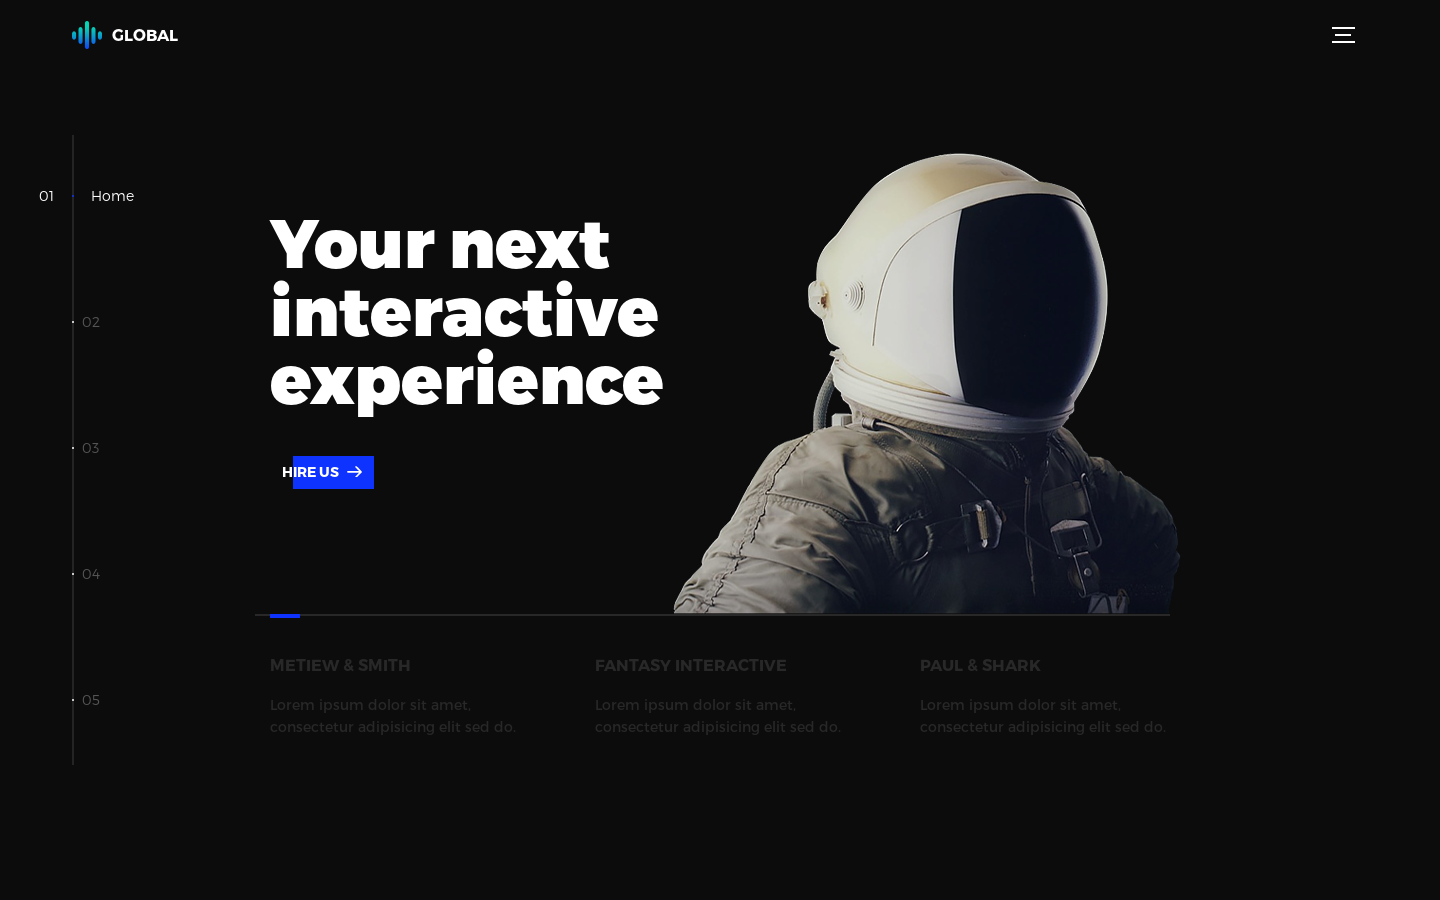 GLOBAL
01 Home
Your next
interactive
experience
02
03
HIRE US
04
METIEW & SMITH
Lorem ipsum dolor sit amet,
consectetur adipisicing elit sed do.
FANTASY INTERACTIVE
Lorem ipsum dolor sit amet,
consectetur adipisicing elit sed do.
PAUL & SHARK
Lorem ipsum dolor sit amet,
consectetur adipisicing elit sed do.
05